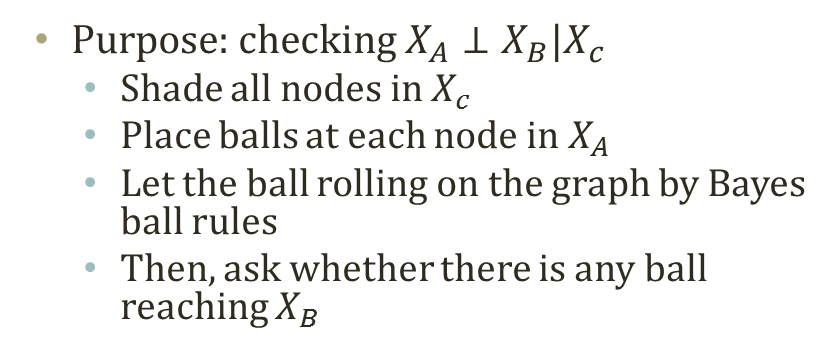 • Purpose: checking X_A ⊥ X_B|X_c
• Shade all nodes in X_c
• Place balls at each node in X_A
• Let the ball rolling on the graph by Bayes
ball rules
• Then, ask whether there is any ball
reaching X_B